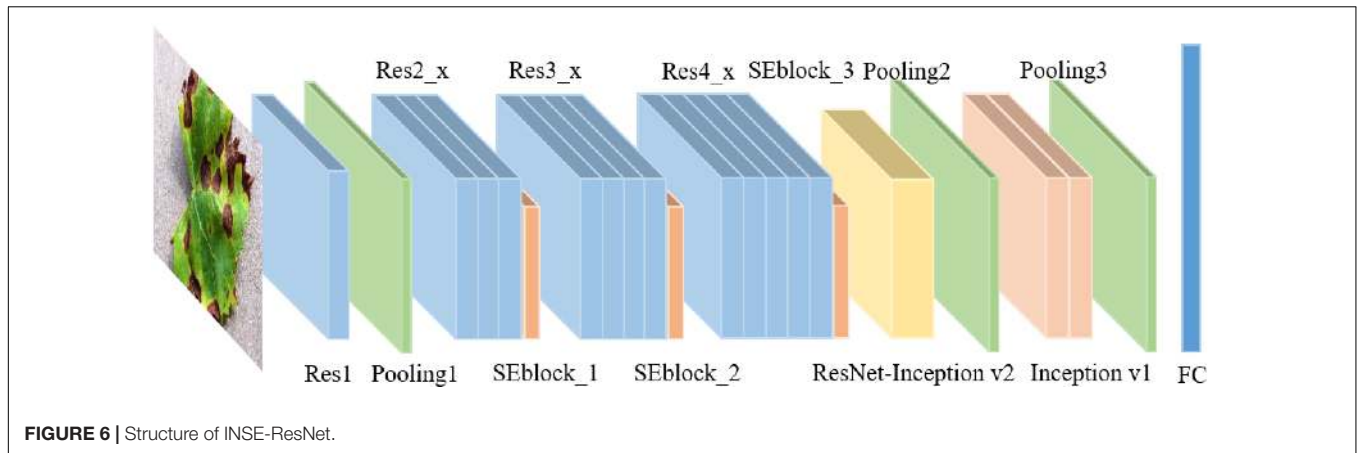 Res2_x Res3_x Res4_x SEblock_3 Pooling2 Pooling3
Res1 Pooling1 SEblock_1 SEblock_2 ResNet-Inception v2 Inception v1 FC
FIGURE 6 | Structure of INSE-ResNet.